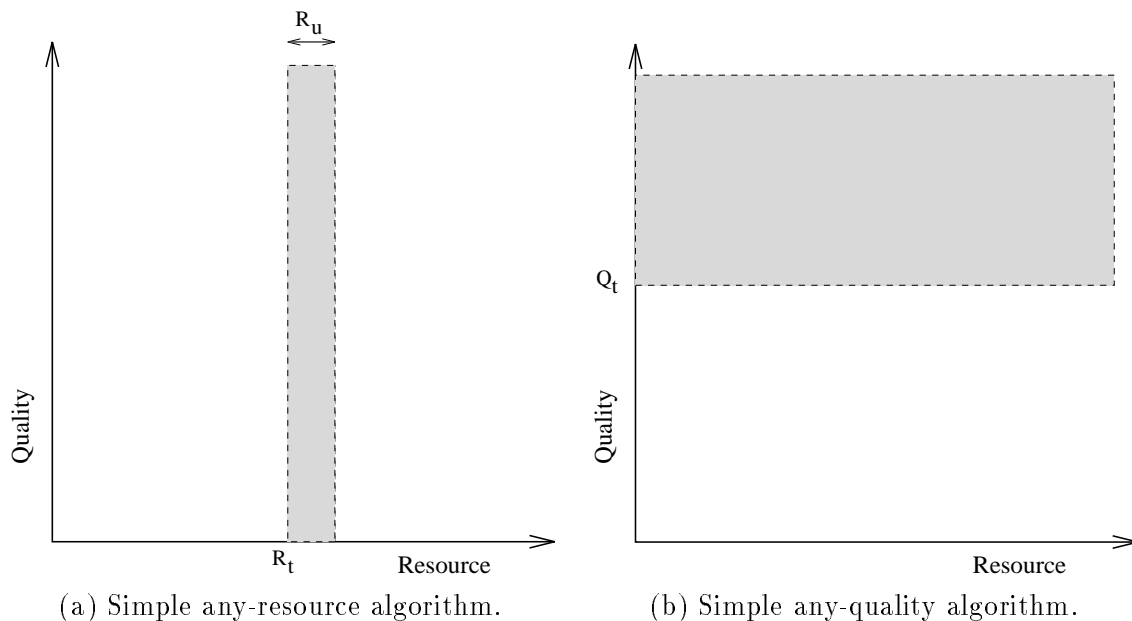 R_u
Quality
R_t
Resource
(a) Simple any-resource algorithm.
Q_t
Quality
Resource
(b) Simple any-quality algorithm.